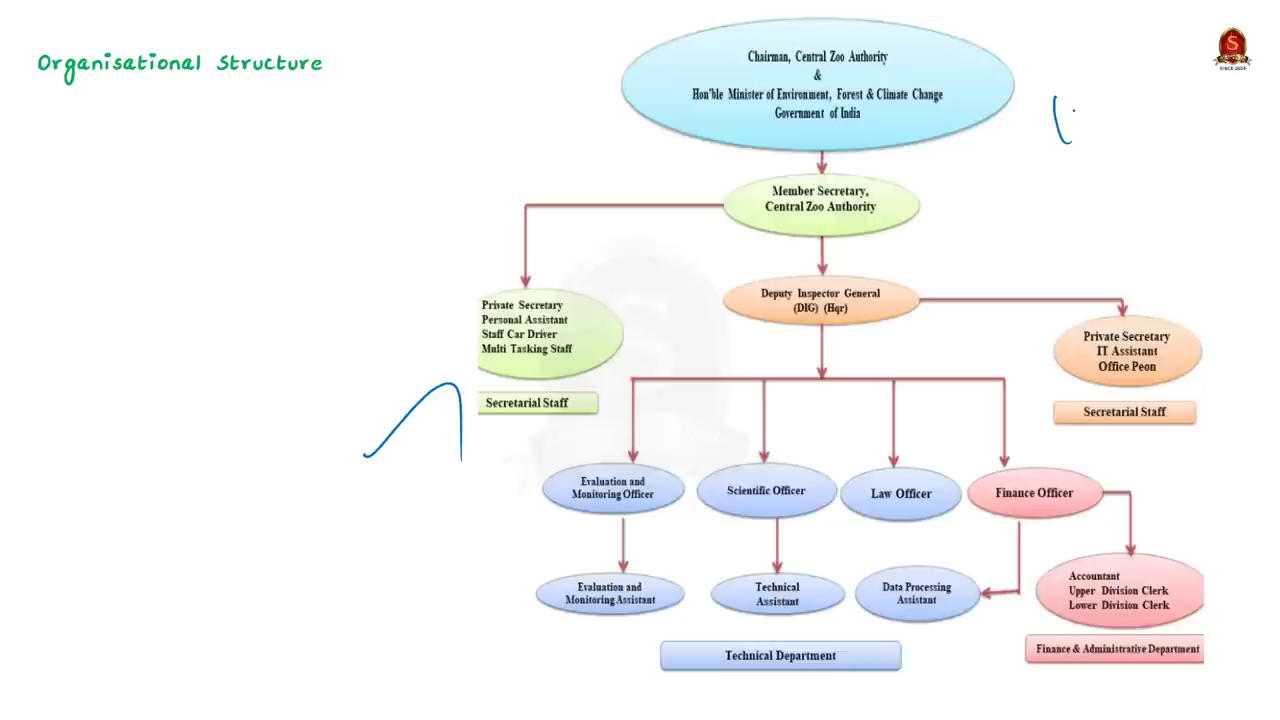 Organisational Structure
S
SINCE 2004
Chairman, Central Zoo Authority
&
Hon'ble Minister of Environment, Forest & Climate Change
Government of India
Member Secretary,
Central Zoo Authority
Private Secretary
Personal Assistant
Staff Car Driver
Multi Tasking Staff
Secretarial Staff
Deputy Inspector General
(DIG) (Hqr)
Private Secretary
IT Assistant
Office Peon
Secretarial Staff
Evaluation and
Monitoring Officer
Scientific Officer
Law Officer
Finance Officer
Evaluation and
Monitoring Assistant
Technical
Assistant
Data Processing
Assistant
Accountant
Upper Division Clerk
Lower Division Clerk
Technical Department
Finance & Administrative Department